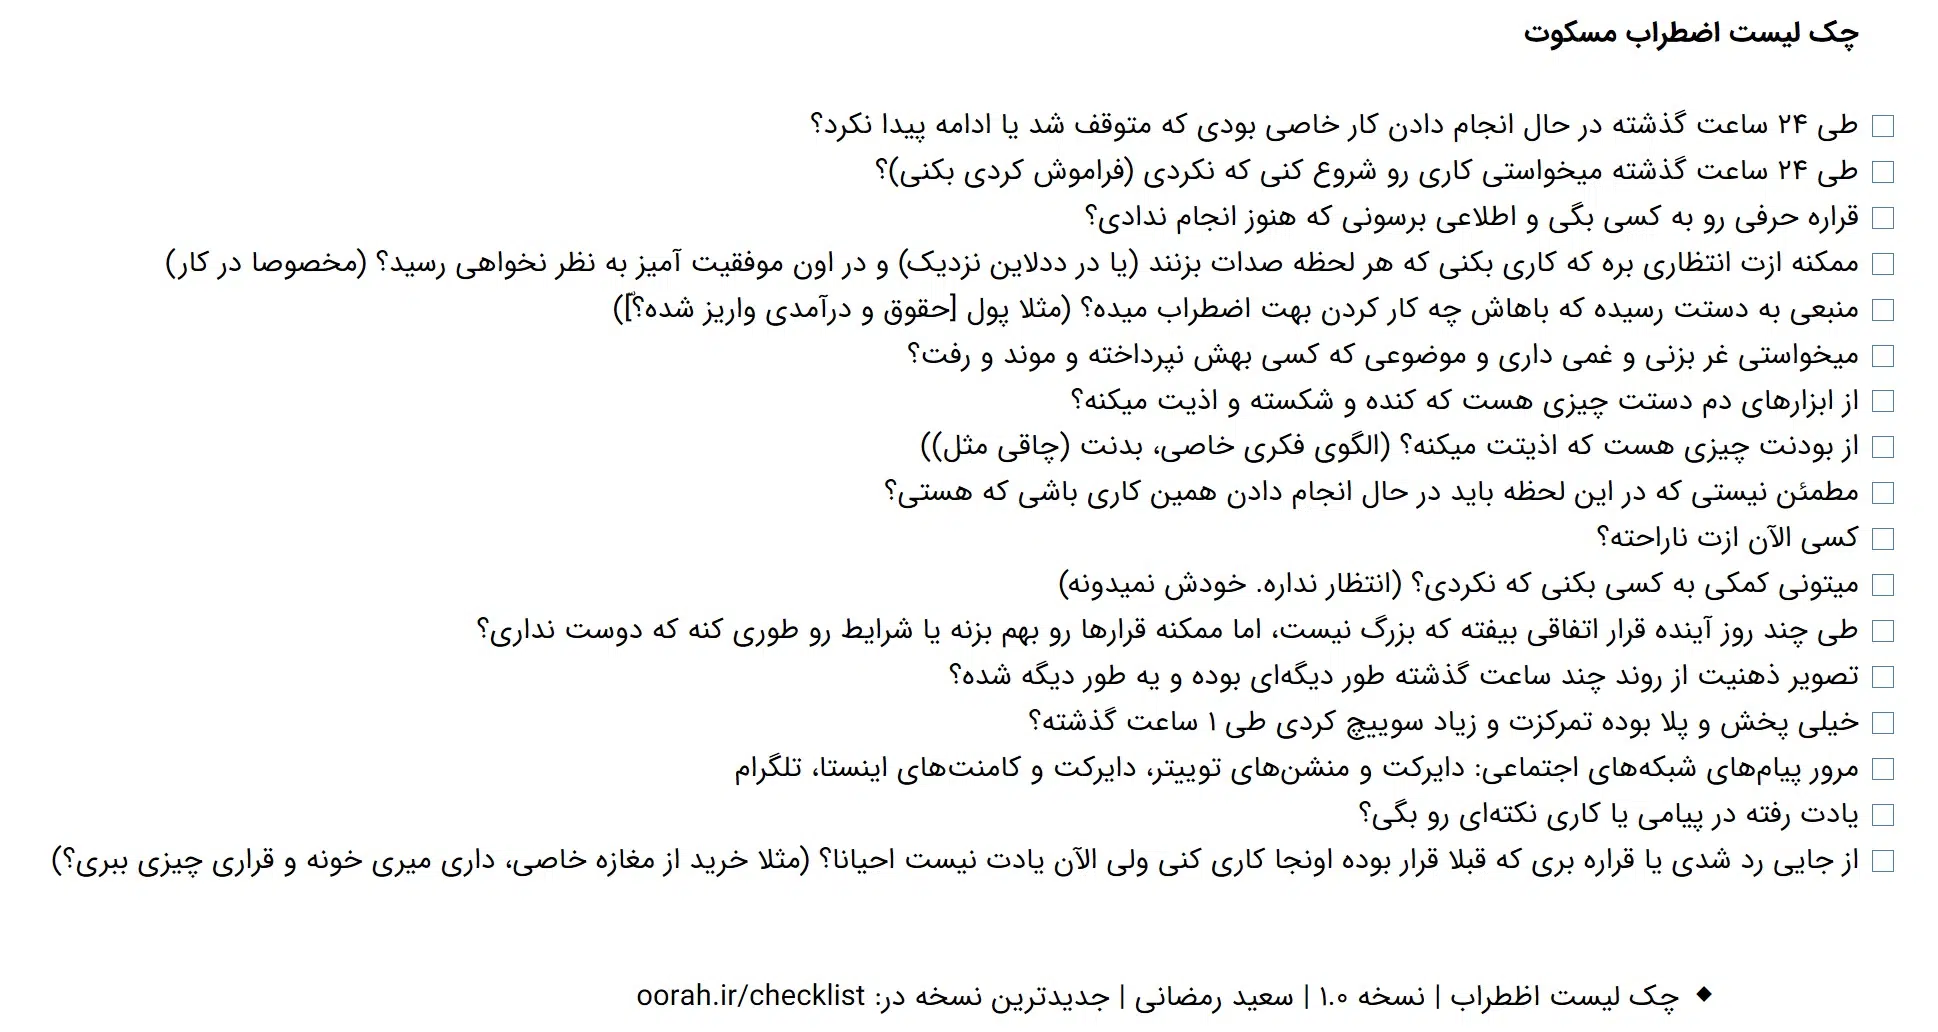 چک لیست اضطراب مسکوت
طی ۲۴ ساعت گذشته در حال انجام دادن کار خاصی بودی که متوقف شد یا ادامه پیدا نکرد؟
طی ۲۴ ساعت گذشته میخواستی کاری رو شروع کنی که نکردی (فراموش کردی بکنی)؟
قراره حرفی رو به کسی بگی و اطلاعی برسونی که هنوز انجام ندادی؟
ممکنه ازت انتظاری بره که کاری بکنی که هر لحظه صدات بزنند (یا در ددلاین نزدیک) و در اون موفقیت آمیز به نظر نخواهی رسید؟ (مخصوصا در کار)
منبعی به دستت رسیده که باهاش چه کار کردن بهت اضطراب میده؟ (مثلا پول [حقوق و درآمدی واریز شده؟])
میخواستی غر بزنی و غمی داری و موضوعی که کسی بهش نپرداخته و موند و رفت؟
از ابزارهای دم دستت چیزی هست که کنده و شکسته و اذیت میکنه؟
از بودنت چیزی هست که اذیتت میکنه؟ (الگوی فکری خاصی، بدنت (چاقی مثل))
مطمئن نیستی که در این لحظه باید در حال انجام دادن همین کاری باشی که هستی؟
کسی الآن ازت ناراحته؟
میتونی کمکی به کسی بکنی که نکردی؟ (انتظار نداره. خودش نمیدونه)
طی چند روز آینده قرار اتفاقی بیفته که بزرگ نیست، اما ممکنه قرارها رو بهم بزنه یا شرایط رو طوری کنه که دوست نداری؟
تصویر ذهنیت از روند چند ساعت گذشته طور دیگه‌ای بوده و یه طور دیگه شده؟
خیلی پخش و پلا بوده تمرکزت و زیاد سوییچ کردی طی ۱ ساعت گذشته؟
مرور پیام‌های شبکه‌های اجتماعی: دایرکت و منشن‌های توییتر، دایرکت و کامنت‌های اینستا، تلگرام
یادت رفته در پیامی یا کاری نکته‌ای رو بگی؟
از جایی رد شدی یا قراره بری که قبلا قرار بوده اونجا کاری کنی ولی الآن یادت نیست احیانا؟ (مثلا خرید از مغازه خاصی، داری میری خونه و قراری چیزی ببری؟)
◆ چک لیست اظطراب | نسخه ۱.۰ | سعید رمضانی | جدیدترین نسخه در: oorah.ir/checklist